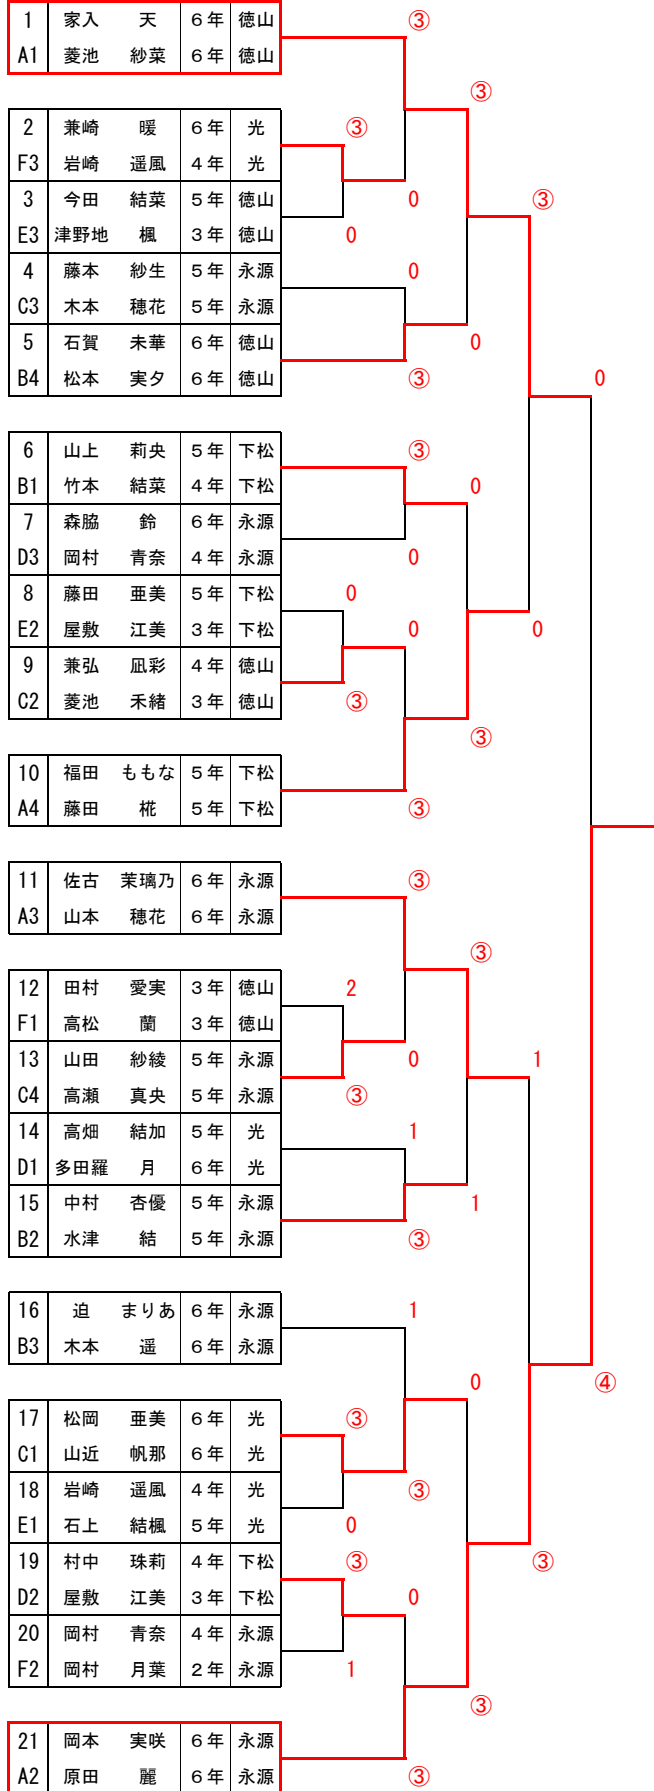 1 家入 天 6年 徳山 ③
A1 菱池 紗菜 6年 徳山
③
2 兼崎 暖 6年 光 ③
F3 岩崎 遥風 4年 光
3 今田 結菜 5年 徳山 0 ③
E3 津野地 楓 3年 徳山 0
4 藤本 紗生 5年 永源 0
C3 木本 穂花 5年 永源
5 石賀 未華 6年 徳山 0
B4 松本 実夕 6年 徳山 ③ 0
6 山上 莉央 5年 下松 ③
B1 竹本 結菜 4年 下松 0
7 森脇 鈴 6年 永源
D3 岡村 青奈 4年 永源 0
8 藤田 亜美 5年 下松 0
E2 屋敷 江美 3年 下松 0 0
9 兼弘 凪彩 4年 徳山
C2 菱池 禾緒 3年 徳山 ③
③
10 福田 ももな 5年 下松
A4 藤田 椛 5年 下松 ③
11 佐古 茉璃乃 6年 永源 ③
A3 山本 穂花 6年 永源
③
12 田村 愛実 3年 徳山 2
F1 高松 蘭 3年 徳山
13 山田 紗綾 5年 永源 0 1
C4 高瀬 真央 5年 永源 ③
14 高畑 結加 5年 光 1
D1 多田羅 月 6年 光
15 中村 杏優 5年 永源 1
B2 水津 結 5年 永源 ③
16 迫 まりあ 6年 永源 1
B3 木本 遥 6年 永源
0 ④
17 松岡 亜美 6年 光 ③
C1 山近 帆那 6年 光
18 岩崎 遥風 4年 光 ③
E1 石上 結楓 5年 光 0
19 村中 珠莉 4年 下松 ③ ③
D2 屋敷 江美 3年 下松 0
20 岡村 青奈 4年 永源
F2 岡村 月葉 2年 永源 1
③
21 岡本 実咲 6年 永源
A2 原田 麗 6年 永源 ③